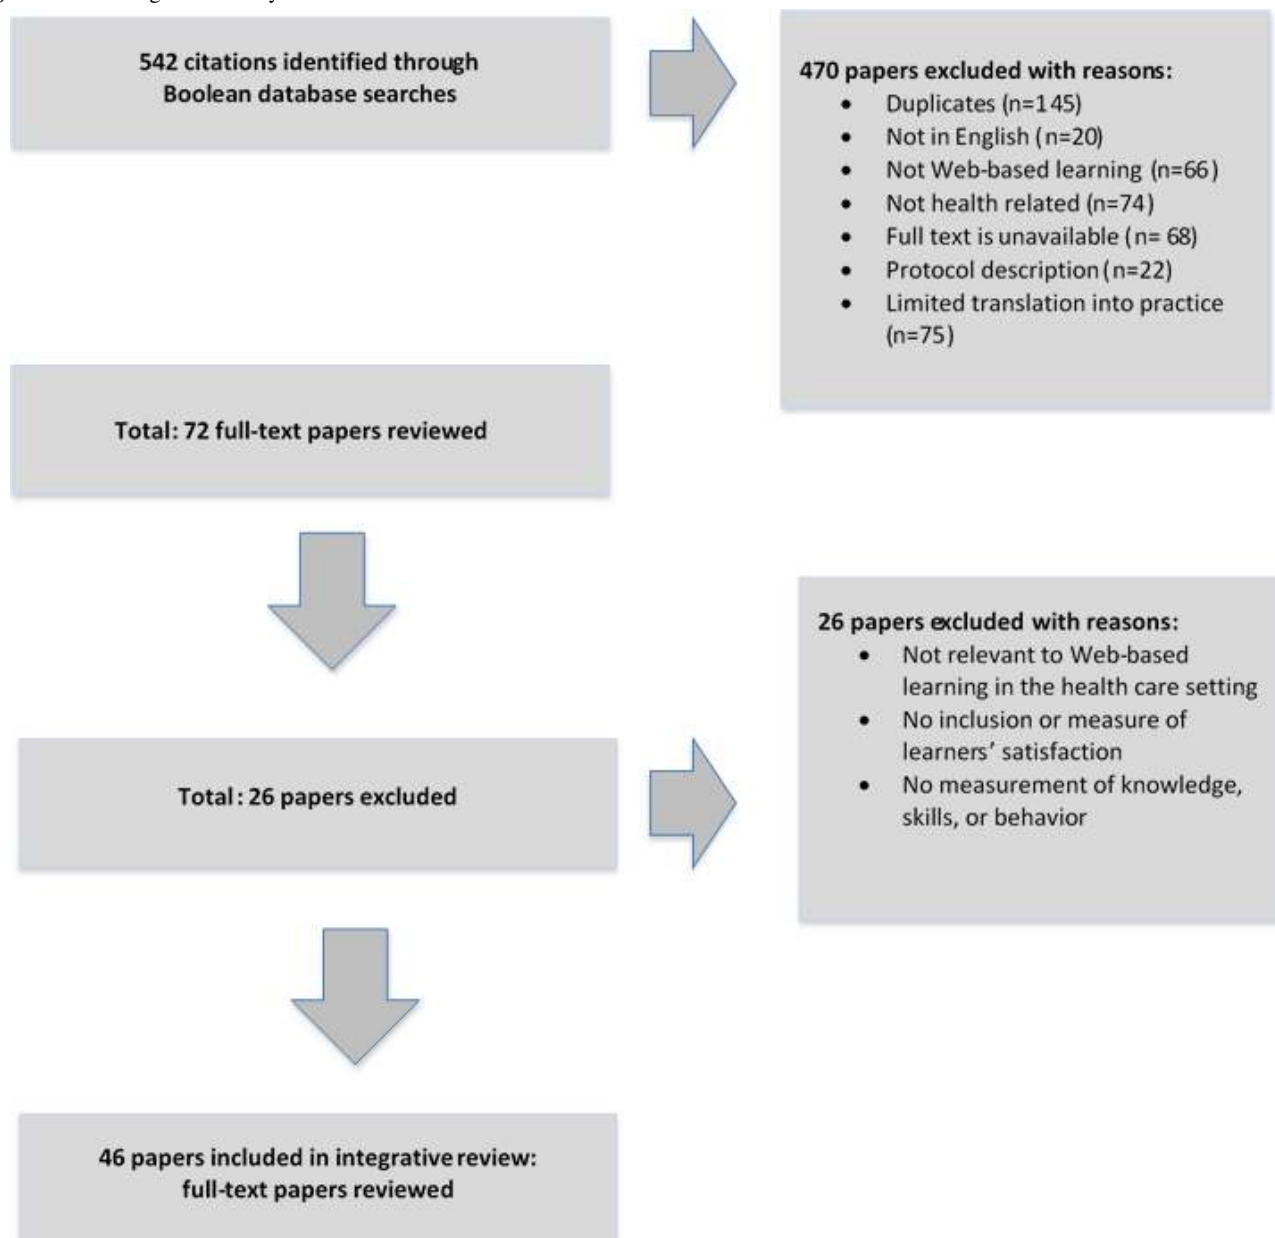 542 citations identified through
Boolean database searches
470 papers excluded with reasons:
• Duplicates (n=145)
• Not in English (n=20)
• Not Web-based learning (n=66)
• Not health related (n=74)
• Full text is unavailable (n= 68)
• Protocol description (n=22)
• Limited translation into practice
(n=75)
Total: 72 full-text papers reviewed
Total: 26 papers excluded
26 papers excluded with reasons:
• Not relevant to Web-based
learning in the health care setting
• No inclusion or measure of
learners’ satisfaction
• No measurement of knowledge,
skills, or behavior
46 papers included in integrative review:
full-text papers reviewed